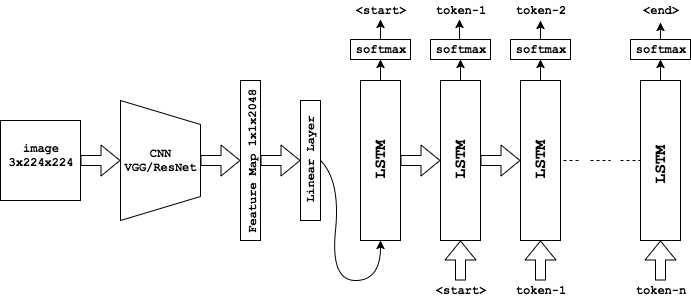 <start>
token-1
token-2
<end>
softmax
softmax
softmax
softmax
image
3x224x224
CNN
VGG/ResNet
Feature Map 1x1x2048
Linear Layer
LSTM
LSTM
LSTM
LSTM
<start>
token-1
token-n